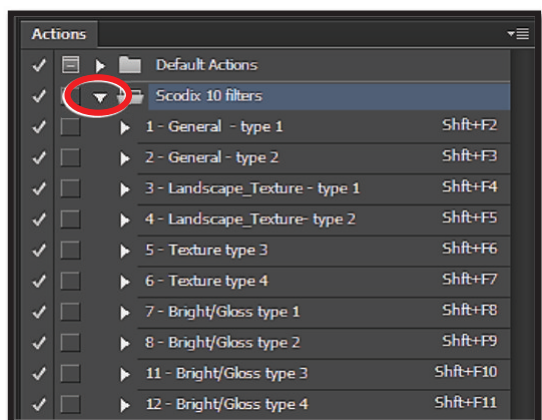 Actions
Default Actions
Scodix 10 filters
1 - General - type 1 Shft+F2
2 - General - type 2 Shft+F3
3 - Landscape_Texture - type 1 Shft+F4
4 - Landscape_Texture- type 2 Shft+F5
5 - Texture type 3 Shft+F6
6 - Texture type 4 Shft+F7
7 - Bright/Gloss type 1 Shft+F8
8 - Bright/Gloss type 2 Shft+F9
11 - Bright/Gloss type 3 Shft+F10
12 - Bright/Gloss type 4 Shft+F11